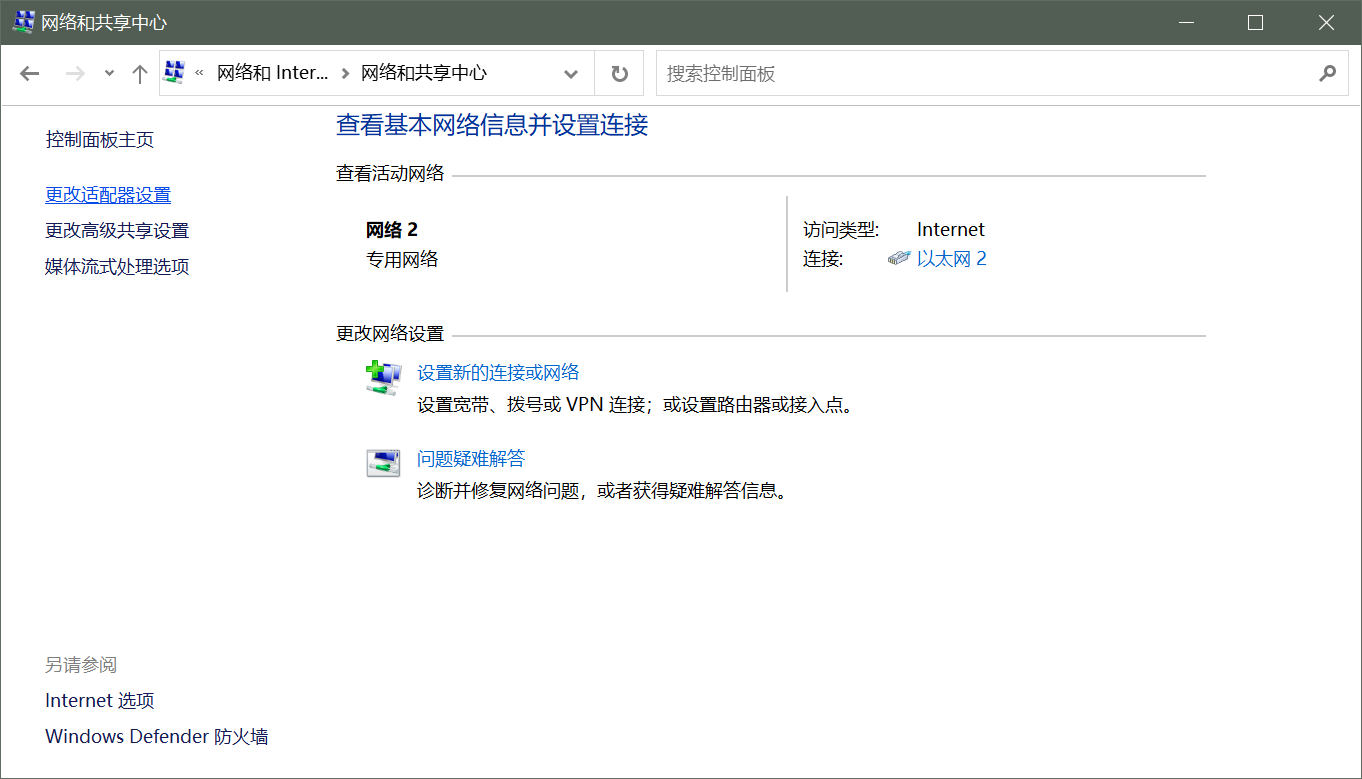 网络和共享中心
« 网络和 Inter... › 网络和共享中心
搜索控制面板
控制面板主页
更改适配器设置
更改高级共享设置
媒体流式处理选项
查看基本网络信息并设置连接
查看活动网络
网络 2
专用网络
访问类型: Internet
连接: 以太网 2
更改网络设置
设置新的连接或网络
设置宽带、拨号或 VPN 连接；或设置路由器或接入点。
问题疑难解答
诊断并修复网络问题，或者获得疑难解答信息。
另请参阅
Internet 选项
Windows Defender 防火墙